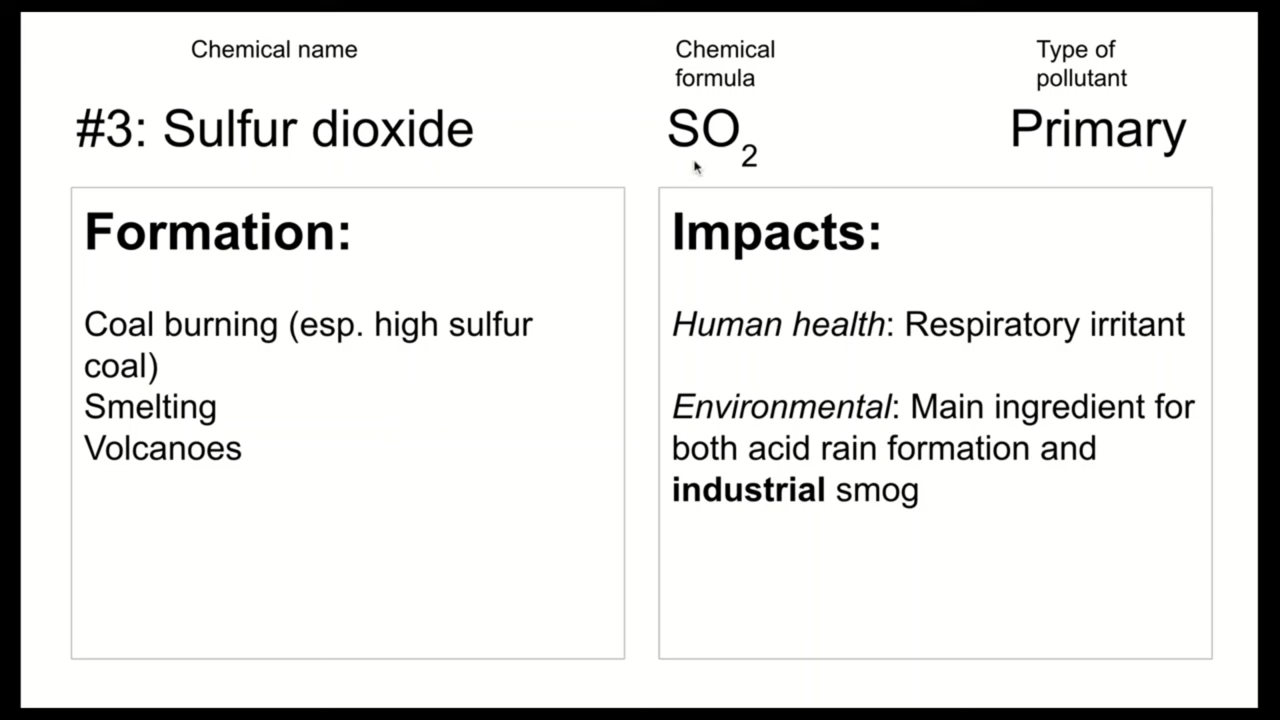 Chemical name
Chemical
formula
Type of
pollutant
#3: Sulfur dioxide
SO₂
Primary
Formation:
Coal burning (esp. high sulfur
coal)
Smelting
Volcanoes
Impacts:
Human health: Respiratory irritant
Environmental: Main ingredient for
both acid rain formation and
industrial smog